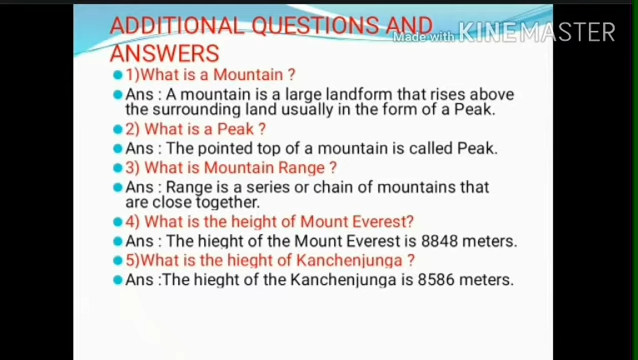 ADDITIONAL QUESTIONS AND
Made with KINEMASTER
ANSWERS
1)What is a Mountain ?
Ans : A mountain is a large landform that rises above
the surrounding land usually in the form of a Peak.
2) What is a Peak ?
Ans : The pointed top of a mountain is called Peak.
3) What is Mountain Range ?
Ans : Range is a series or chain of mountains that
are close together.
4) What is the height of Mount Everest?
Ans : The hieght of the Mount Everest is 8848 meters.
5)What is the hieght of Kanchenjunga ?
Ans :The hieght of the Kanchenjunga is 8586 meters.